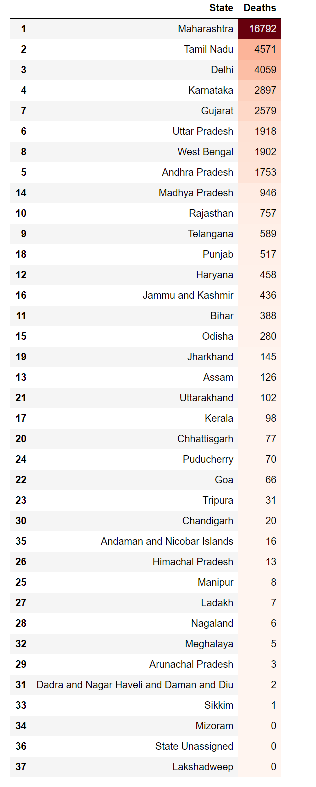 State Deaths
1 Maharashtra 16792
2 Tamil Nadu 4571
3 Delhi 4059
4 Karnataka 2897
7 Gujarat 2579
6 Uttar Pradesh 1918
8 West Bengal 1902
5 Andhra Pradesh 1753
14 Madhya Pradesh 946
10 Rajasthan 757
9 Telangana 589
18 Punjab 517
12 Haryana 458
16 Jammu and Kashmir 436
11 Bihar 388
15 Odisha 280
19 Jharkhand 145
13 Assam 126
21 Uttarakhand 102
17 Kerala 98
20 Chhattisgarh 77
24 Puducherry 70
22 Goa 66
23 Tripura 31
30 Chandigarh 20
35 Andaman and Nicobar Islands 16
26 Himachal Pradesh 13
25 Manipur 8
27 Ladakh 7
28 Nagaland 6
32 Meghalaya 5
29 Arunachal Pradesh 3
31 Dadra and Nagar Haveli and Daman and Diu 2
33 Sikkim 1
34 Mizoram 0
36 State Unassigned 0
37 Lakshadweep 0